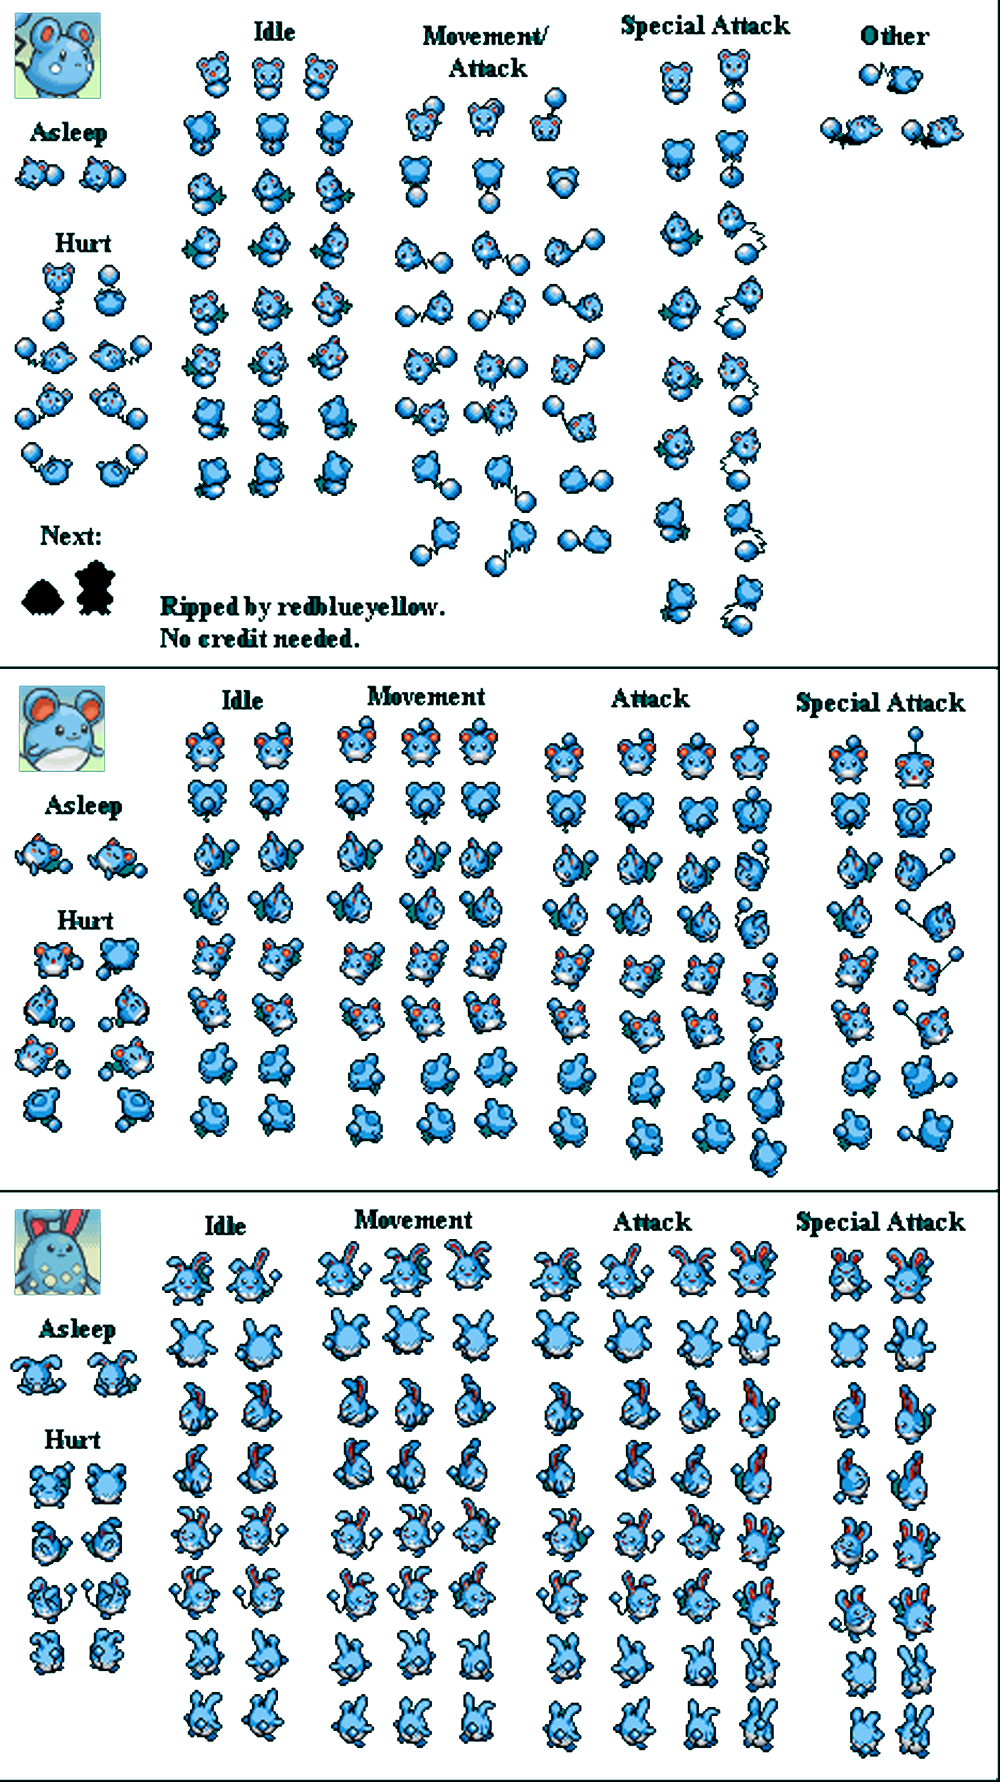 Idle
Movement/
Attack
Special Attack
Other
Asleep
Hurt
Next:
Ripped by redblueyellow.
No credit needed.
Idle
Movement
Attack
Special Attack
Asleep
Hurt
Idle
Movement
Attack
Special Attack
Asleep
Hurt